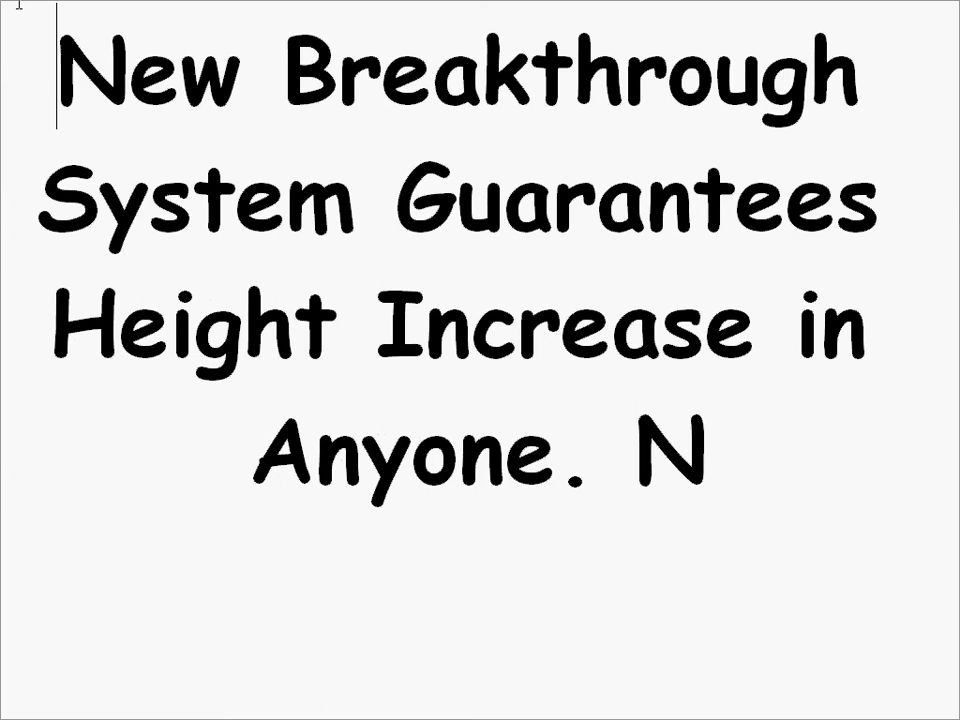 New Breakthrough
System Guarantees
Height Increase in
Anyone. N